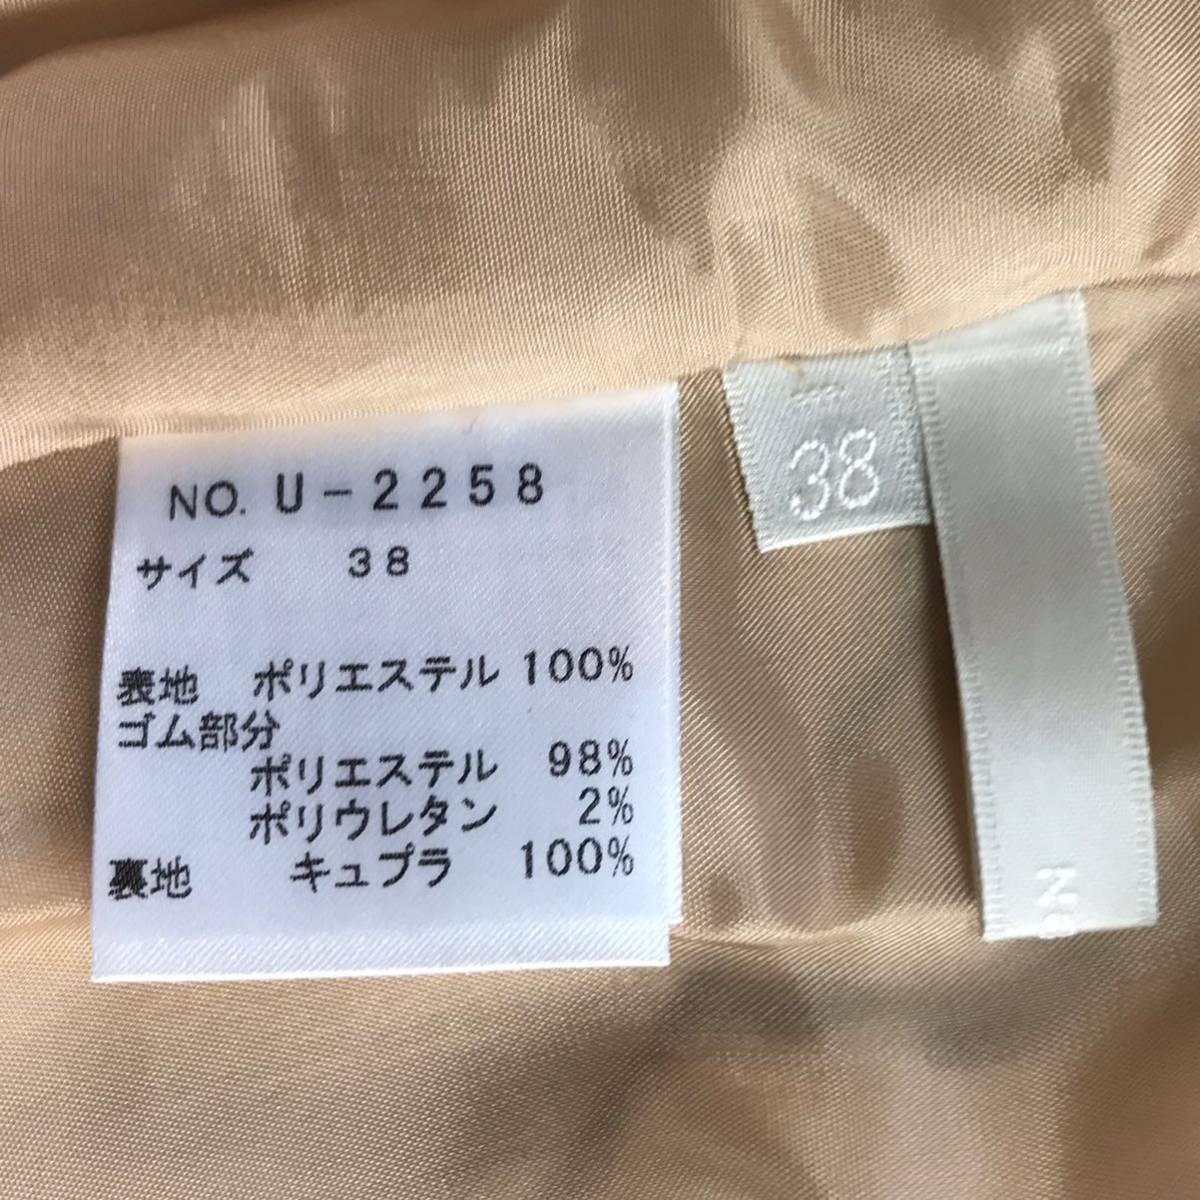 NO. U-2258
サイズ 38
表地 ポリエステル 100%
ゴム部分
ポリエステル 98%
ポリウレタン 2%
裏地 キュプラ 100%
38